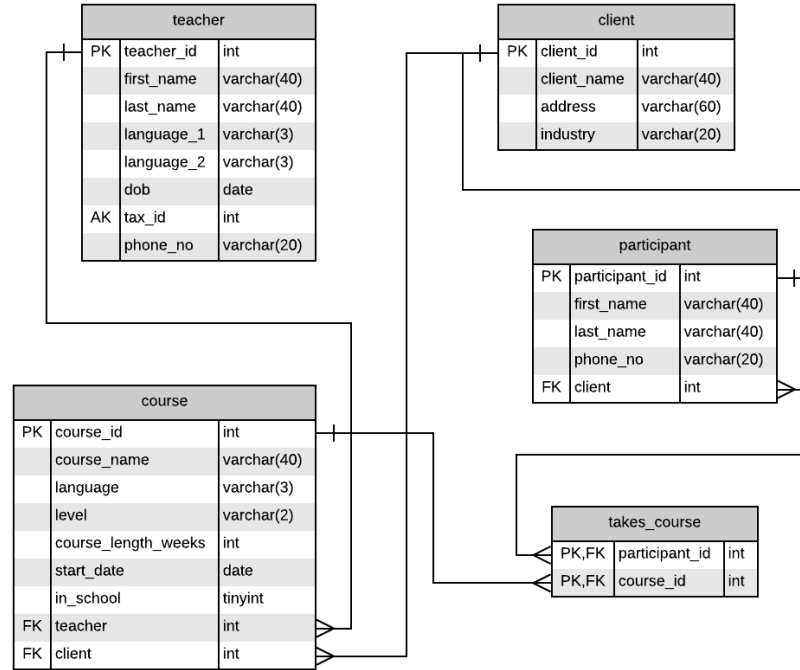 teacher
PK teacher_id int
first_name varchar(40)
last_name varchar(40)
language_1 varchar(3)
language_2 varchar(3)
dob date
AK tax_id int
phone_no varchar(20)
client
PK client_id int
client_name varchar(40)
address varchar(60)
industry varchar(20)
participant
PK participant_id int
first_name varchar(40)
last_name varchar(40)
phone_no varchar(20)
FK client int
course
PK course_id int
course_name varchar(40)
language varchar(3)
level varchar(2)
course_length_weeks int
start_date date
in_school tinyint
FK teacher int
FK client int
takes_course
PK,FK participant_id int
PK,FK course_id int